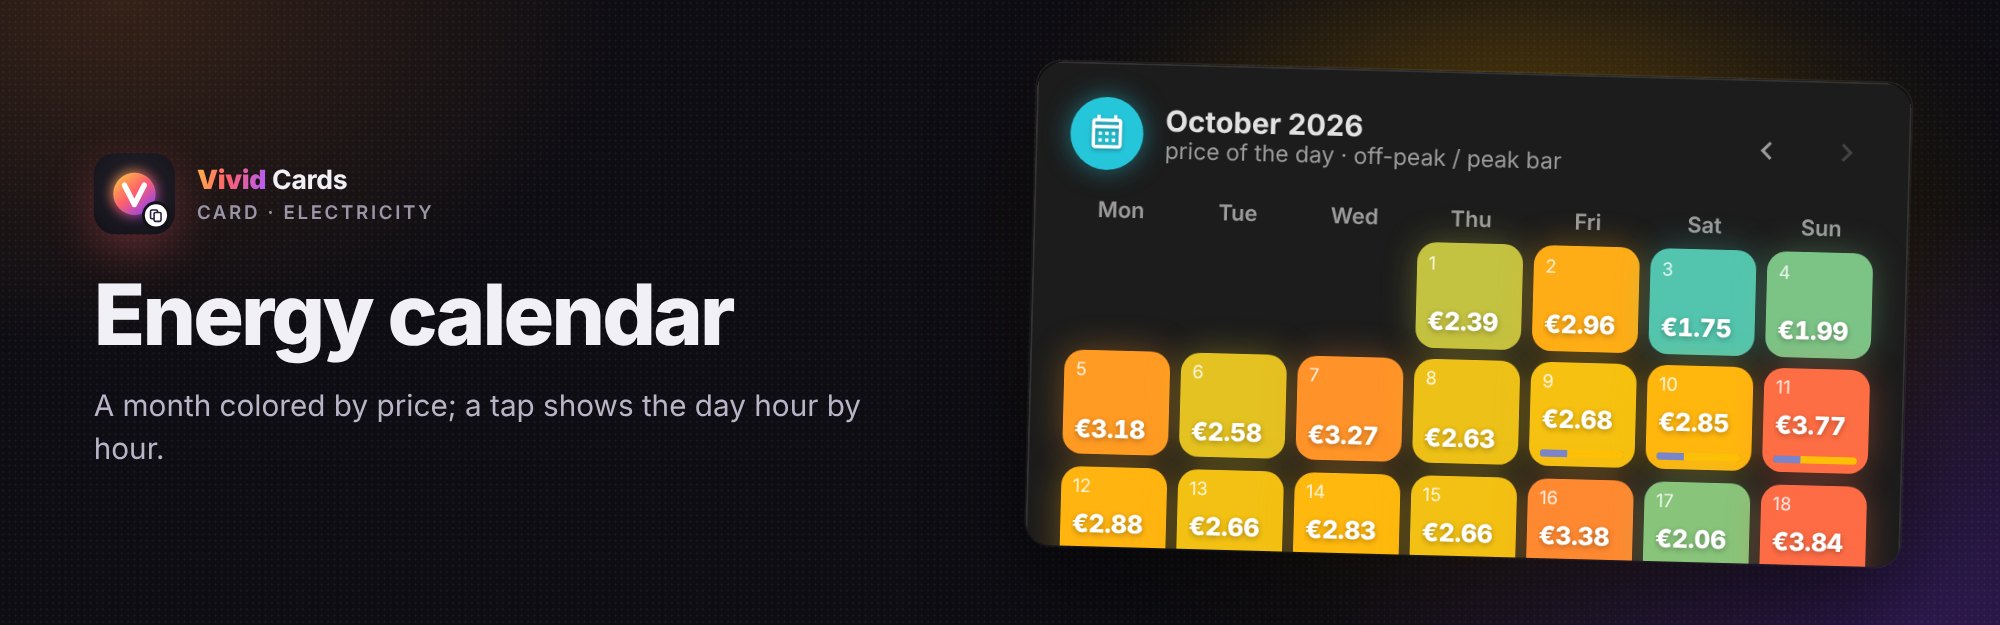 Vivid Cards
CARD · ELECTRICITY
Energy calendar
A month colored by price; a tap shows the day hour by
hour.
October 2026
price of the day · off-peak / peak bar
Mon Tue Wed Thu Fri Sat Sun
1 2 3 4
€2.39 €2.96 €1.75 €1.99
5 6 7 8 9 10 11
€3.18 €2.58 €3.27 €2.63 €2.68 €2.85 €3.77
12 13 14 15 16 17 18
€2.88 €2.66 €2.83 €2.66 €3.38 €2.06 €3.84